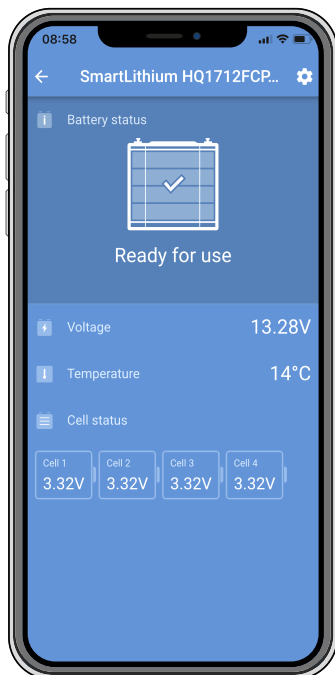 08:58
SmartLithium HQ1712FCP...
Battery status
Ready for use
Voltage 13.28V
Temperature 14°C
Cell status
Cell 1 Cell 2 Cell 3 Cell 4
3.32V 3.32V 3.32V 3.32V